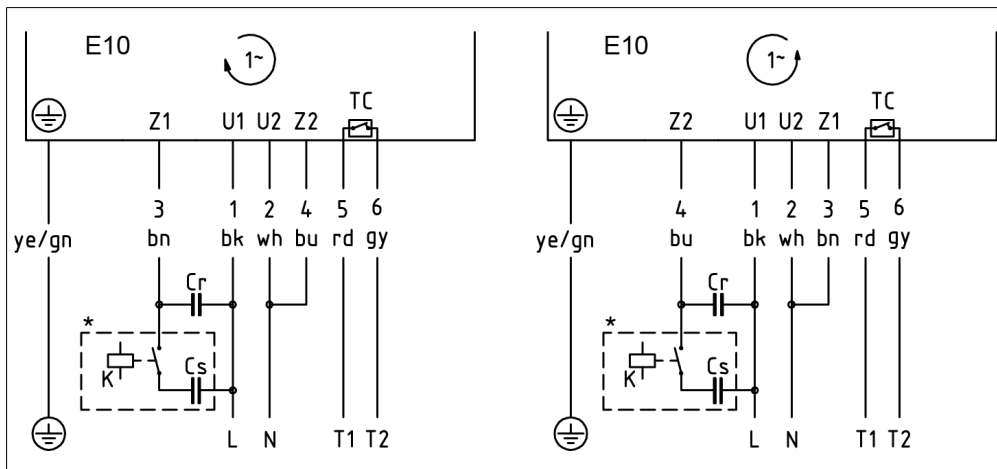 E10
1~
TC
Z1 U1 U2 Z2
3 1 2 4 5 6
ye/gn bn bk wh bu rd gy
Cr
*
K
Cs
L N T1 T2
E10
1~
TC
Z2 U1 U2 Z1
4 1 2 3 5 6
ye/gn bu bk wh bn rd gy
Cr
*
K
Cs
L N T1 T2